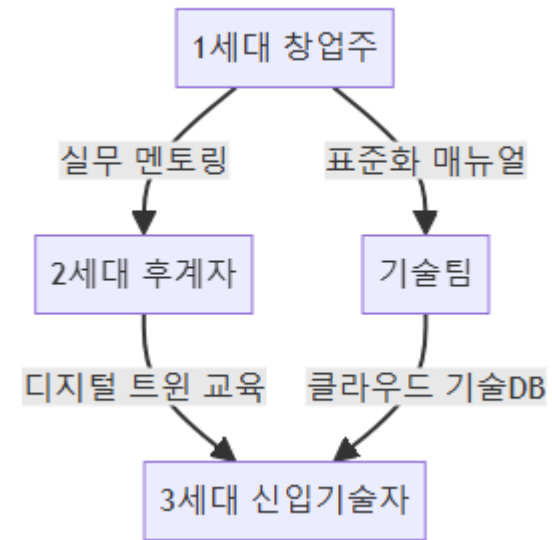 1세대 창업주
실무 멘토링
표준화 매뉴얼
2세대 후계자
기술팀
디지털 트윈 교육
클라우드 기술DB
3세대 신입기술자